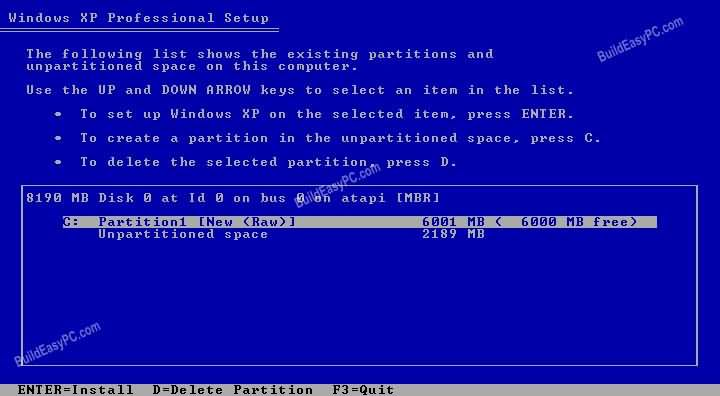 Windows XP Professional Setup
BuildEasyPC.com
The following list shows the existing partitions and
unpartitioned space on this computer.
Use the UP and DOWN ARROW keys to select an item in the list.
• To set up Windows XP on the selected item, press ENTER.
• To create a partition in the unpartitioned space, press C.
• To delete the selected partition, press D.
BuildEasyPC.com
8190 MB Disk 0 at Id 0 on bus 0 on atapi [MBR]
C: Partition1 [New (Raw)] 6001 MB ( 6000 MB free)
Unpartitioned space 2189 MB
BuildEasyPC.com
ENTER=Install D=Delete Partition F3=Quit